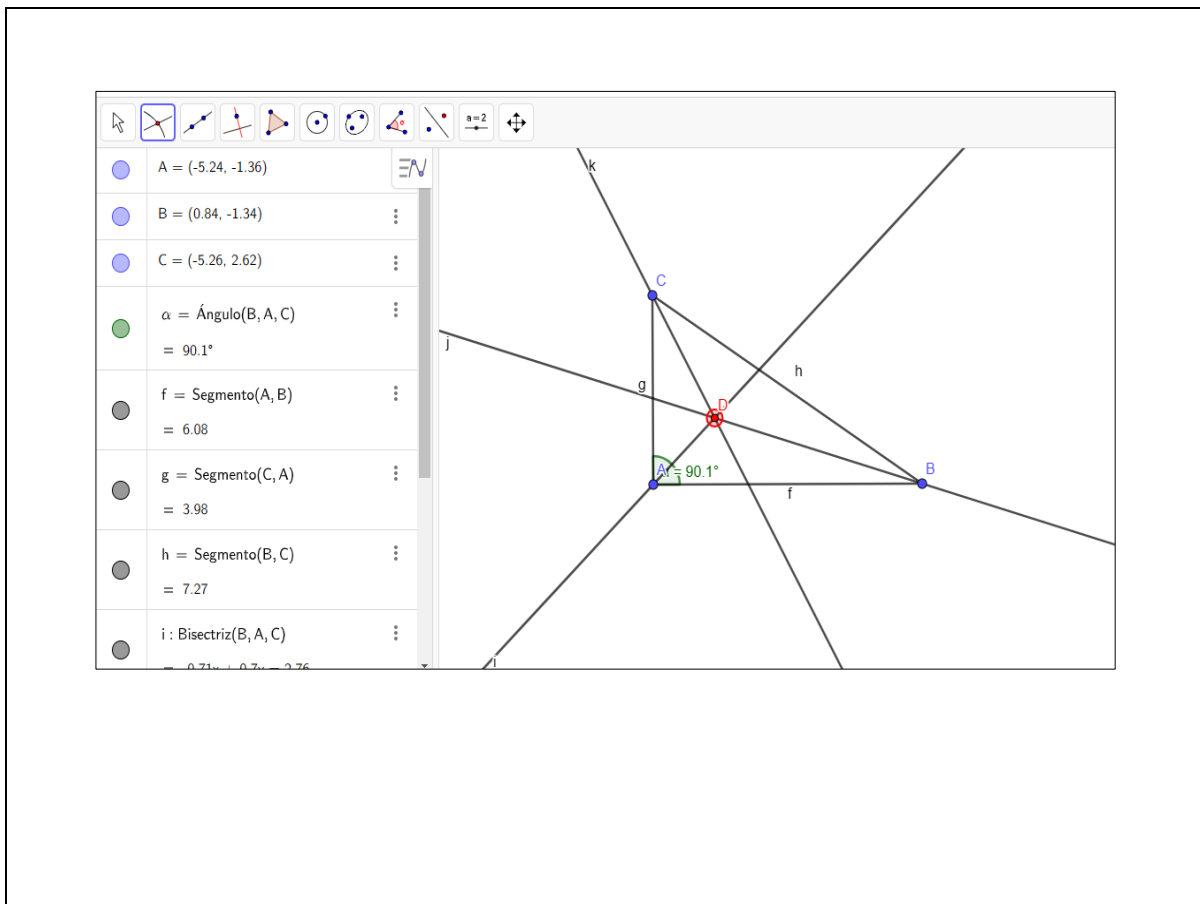 a=2
A = (-5.24, -1.36)
B = (0.84, -1.34)
C = (-5.26, 2.62)
α = Ángulo(B, A, C)
= 90.1°
f = Segmento(A, B)
= 6.08
g = Segmento(C, A)
= 3.98
h = Segmento(B, C)
= 7.27
i : Bisectriz(B, A, C)
k
C
j
h
g
D
A
= 90.1°
B
f
i